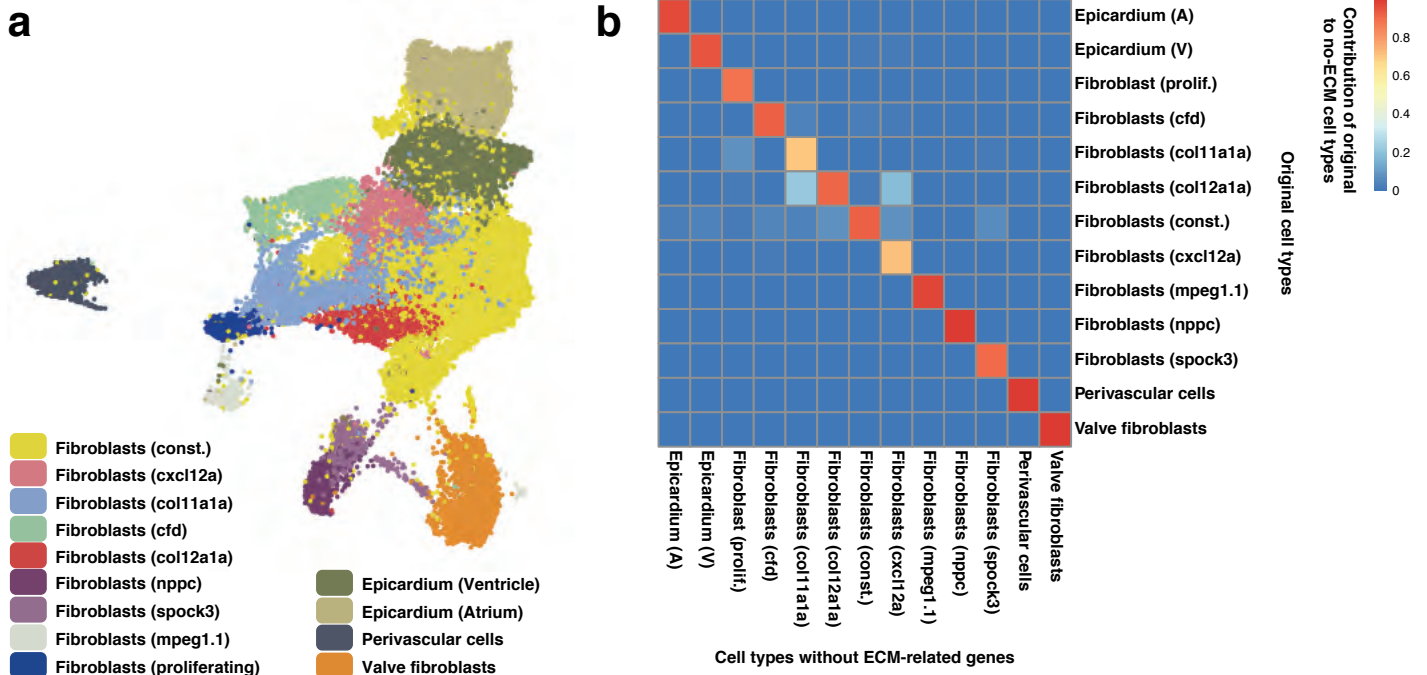 a
Fibroblasts (const.)
Fibroblasts (cxcl12a)
Fibroblasts (col11a1a)
Fibroblasts (cfd)
Fibroblasts (col12a1a)
Fibroblasts (nppc)
Fibroblasts (spock3)
Fibroblasts (mpeg1.1)
Fibroblasts (proliferating)
Epicardium (Ventricle)
Epicardium (Atrium)
Perivascular cells
Valve fibroblasts
b
Epicardium (A)
Epicardium (V)
Fibroblast (prolif.)
Fibroblasts (cfd)
Fibroblasts (col11a1a)
Fibroblasts (col12a1a)
Fibroblasts (const.)
Fibroblasts (cxcl12a)
Fibroblasts (mpeg1.1)
Fibroblasts (nppc)
Fibroblasts (spock3)
Perivascular cells
Valve fibroblasts
Original cell types
Contribution of original
to no-ECM cell types
0.8
0.6
0.4
0.2
0
Epicardium (A)
Epicardium (V)
Fibroblast (prolif.)
Fibroblasts (cfd)
Fibroblasts (col11a1a)
Fibroblasts (col12a1a)
Fibroblasts (const.)
Fibroblasts (cxcl12a)
Fibroblasts (mpeg1.1)
Fibroblasts (nppc)
Fibroblasts (spock3)
Perivascular cells
Valve fibroblasts
Cell types without ECM-related genes